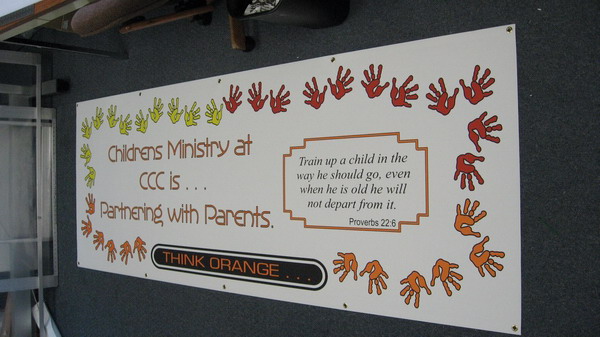 Childrens Ministry at
CCC is . . .
Partnering with Parents.
Train up a child in the
way he should go, even
when he is old he will
not depart from it.
Proverbs 22:6
THINK ORANGE . . .